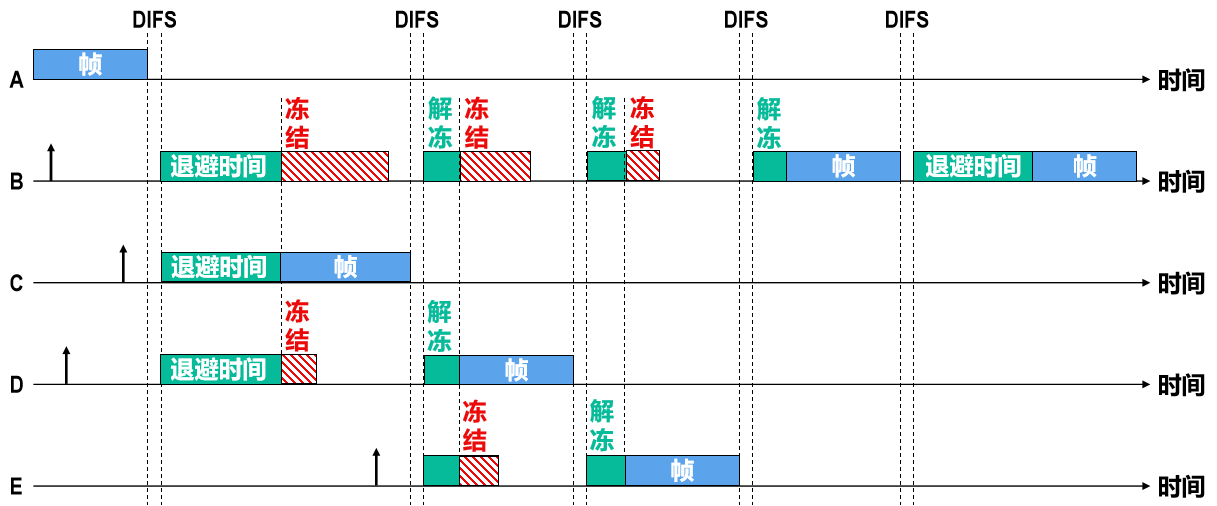 DIFS DIFS DIFS DIFS DIFS
A 帧 时间
冻结 解冻 冻结 解冻 冻结 解冻
B 退避时间 帧 退避时间 帧 时间
C 退避时间 帧 时间
冻结 解冻
D 退避时间 帧 时间
冻结 解冻
E 帧 时间